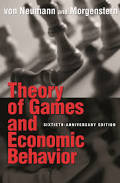 von Neumann and Morgenstern
SIXTIETH-ANNIVERSARY EDITION
Theory of Games
and Economic
Behavior